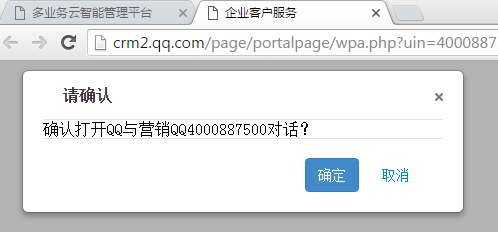 多业务云智能管理平台
企业客户服务
crm2.qq.com/page/portalpage/wpa.php?uin=4000887
请确认
确认打开QQ与营销QQ4000887500对话？
确定
取消